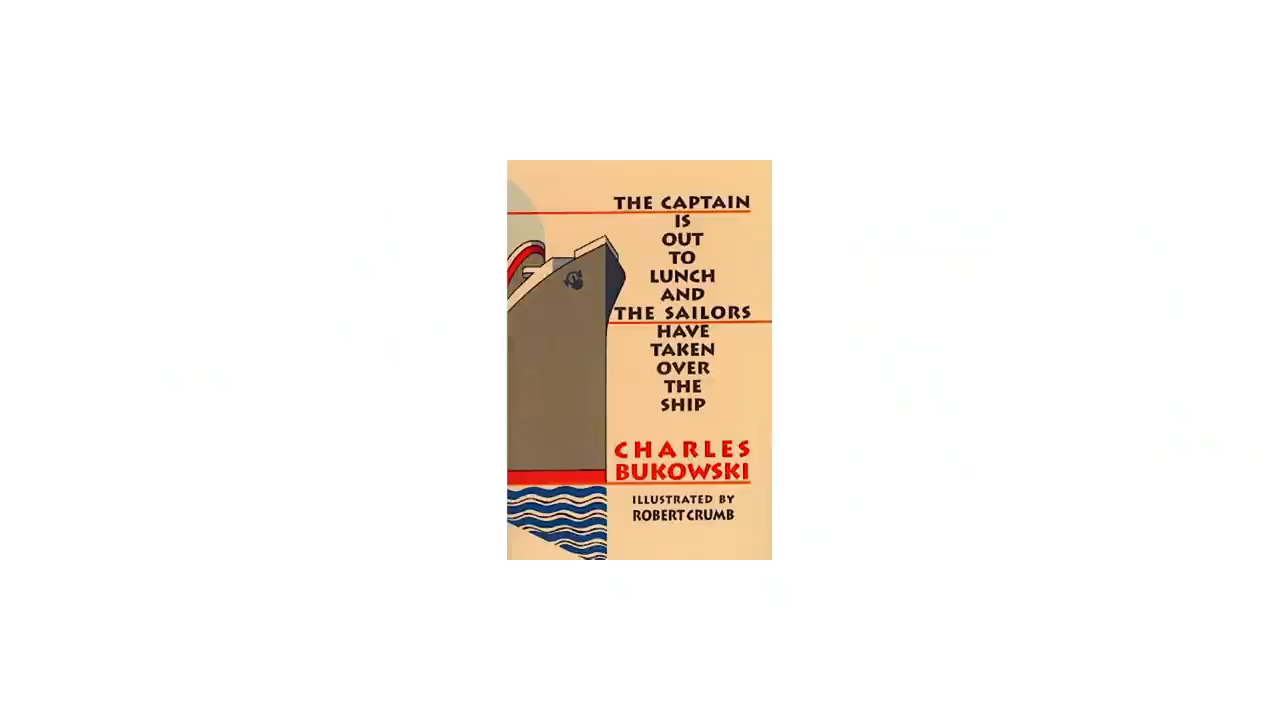 THE CAPTAIN
IS
OUT
TO
LUNCH
AND
THE SAILORS
HAVE
TAKEN
OVER
THE
SHIP
CHARLES
BUKOWSKI
ILLUSTRATED BY
ROBERT CRUMB